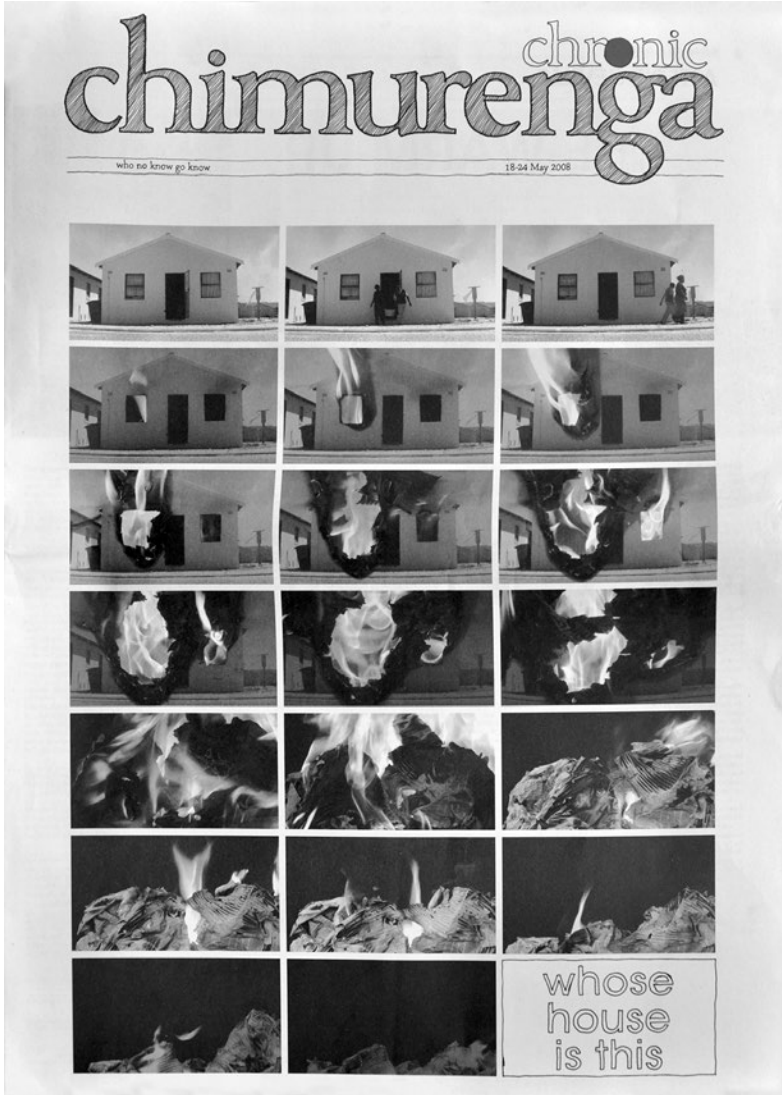 chronic
chimurenga
who no know go know
18-24 May 2008
whose
house
is this